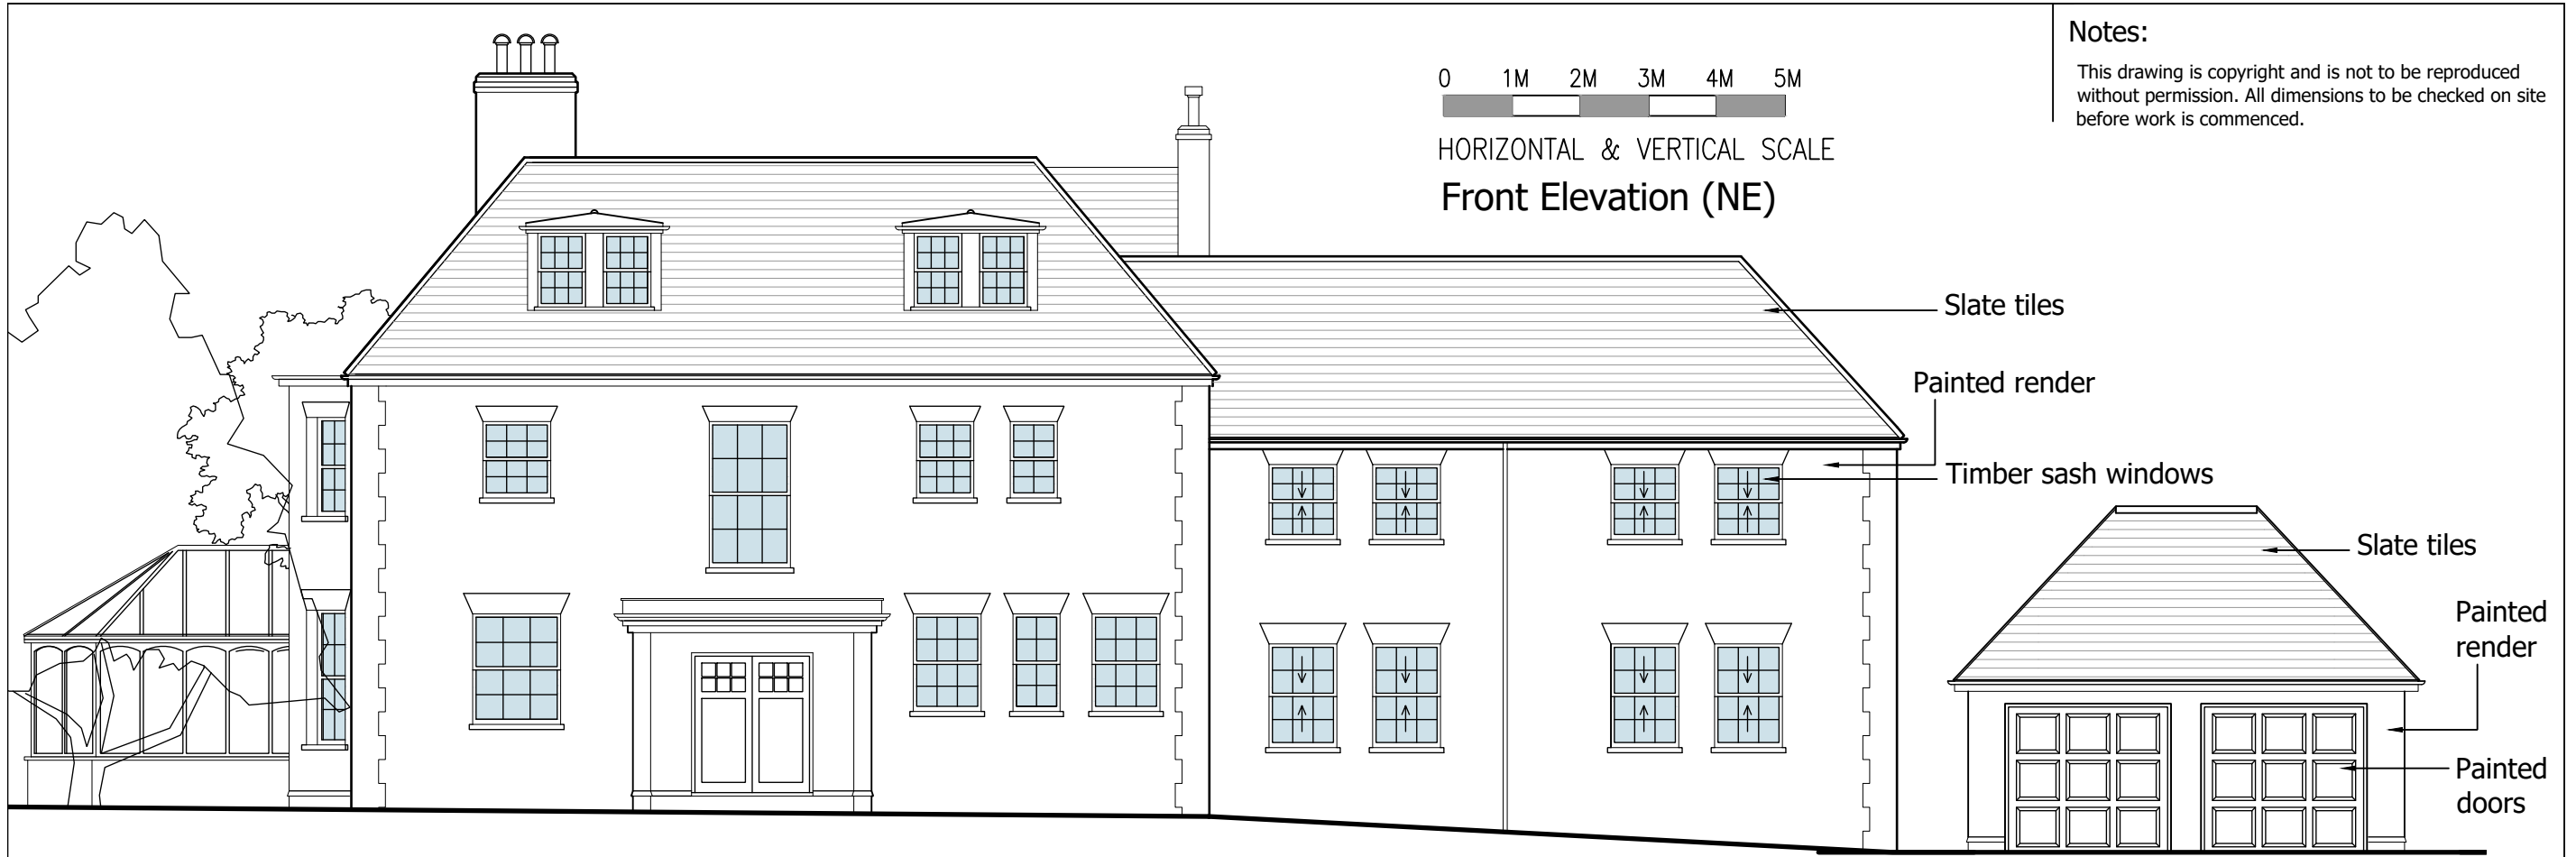 Notes:
This drawing is copyright and is not to be reproduced
without permission. All dimensions to be checked on site
before work is commenced.
0 1M 2M 3M 4M 5M
HORIZONTAL & VERTICAL SCALE
Front Elevation (NE)
Slate tiles
Painted render
Timber sash windows
Slate tiles
Painted
render
Painted
doors